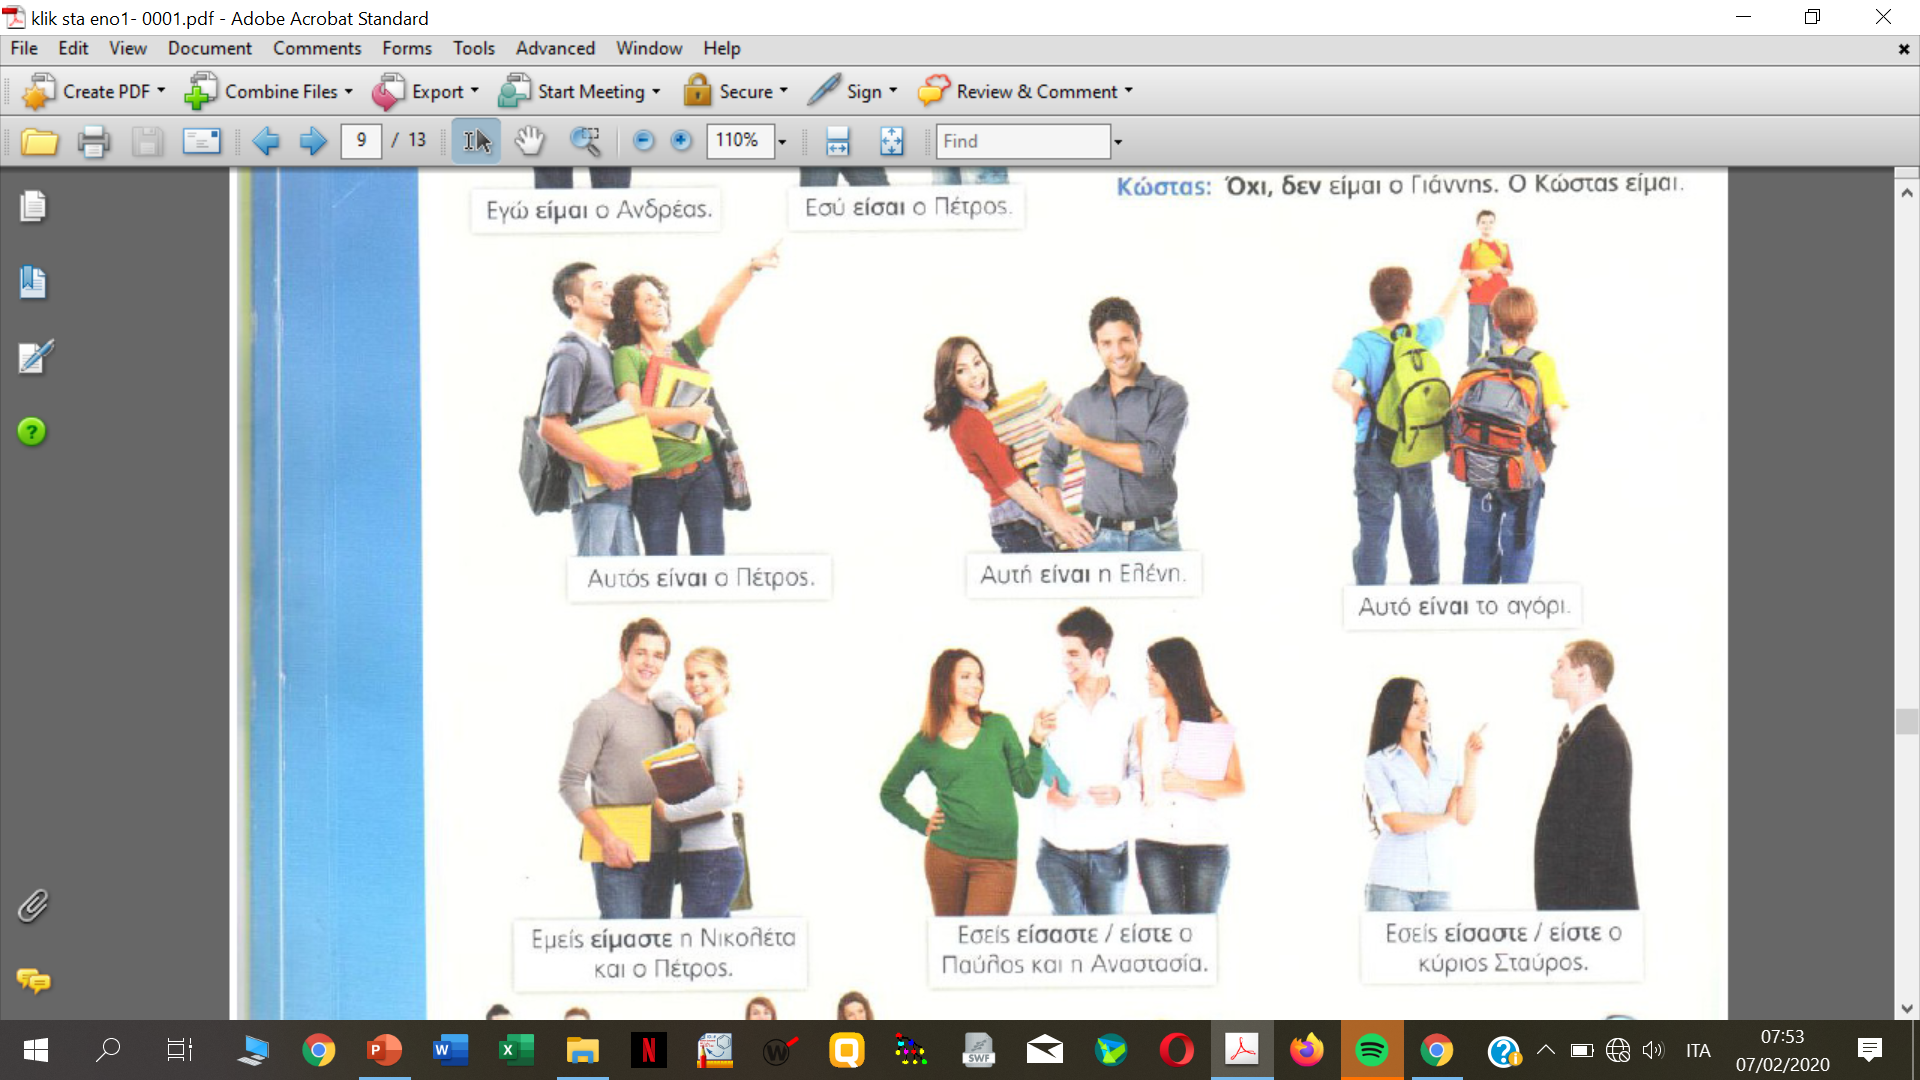 klik sta eno1- 0001.pdf - Adobe Acrobat Standard
File Edit View Document Comments Forms Tools Advanced Window Help
Create PDF Combine Files Export Start Meeting Secure Sign Review & Comment
9 / 13 110% Find
Κώστας: Όχι, δεν είμαι ο Γιάννης. Ο Κώστας είμαι.
Εγώ είμαι ο Ανδρέας.
Εσύ είσαι ο Πέτρος.
Αυτός είναι ο Πέτρος.
Αυτή είναι η Ελένη.
Αυτό είναι το αγόρι.
Εμείς είμαστε η Νικολέτα
και ο Πέτρος.
Εσείς είσαστε / είστε ο
Παύλος και η Αναστασία.
Εσείς είσαστε / είστε ο
κύριος Σταύρος.
SWF
ITA
07:53
07/02/2020